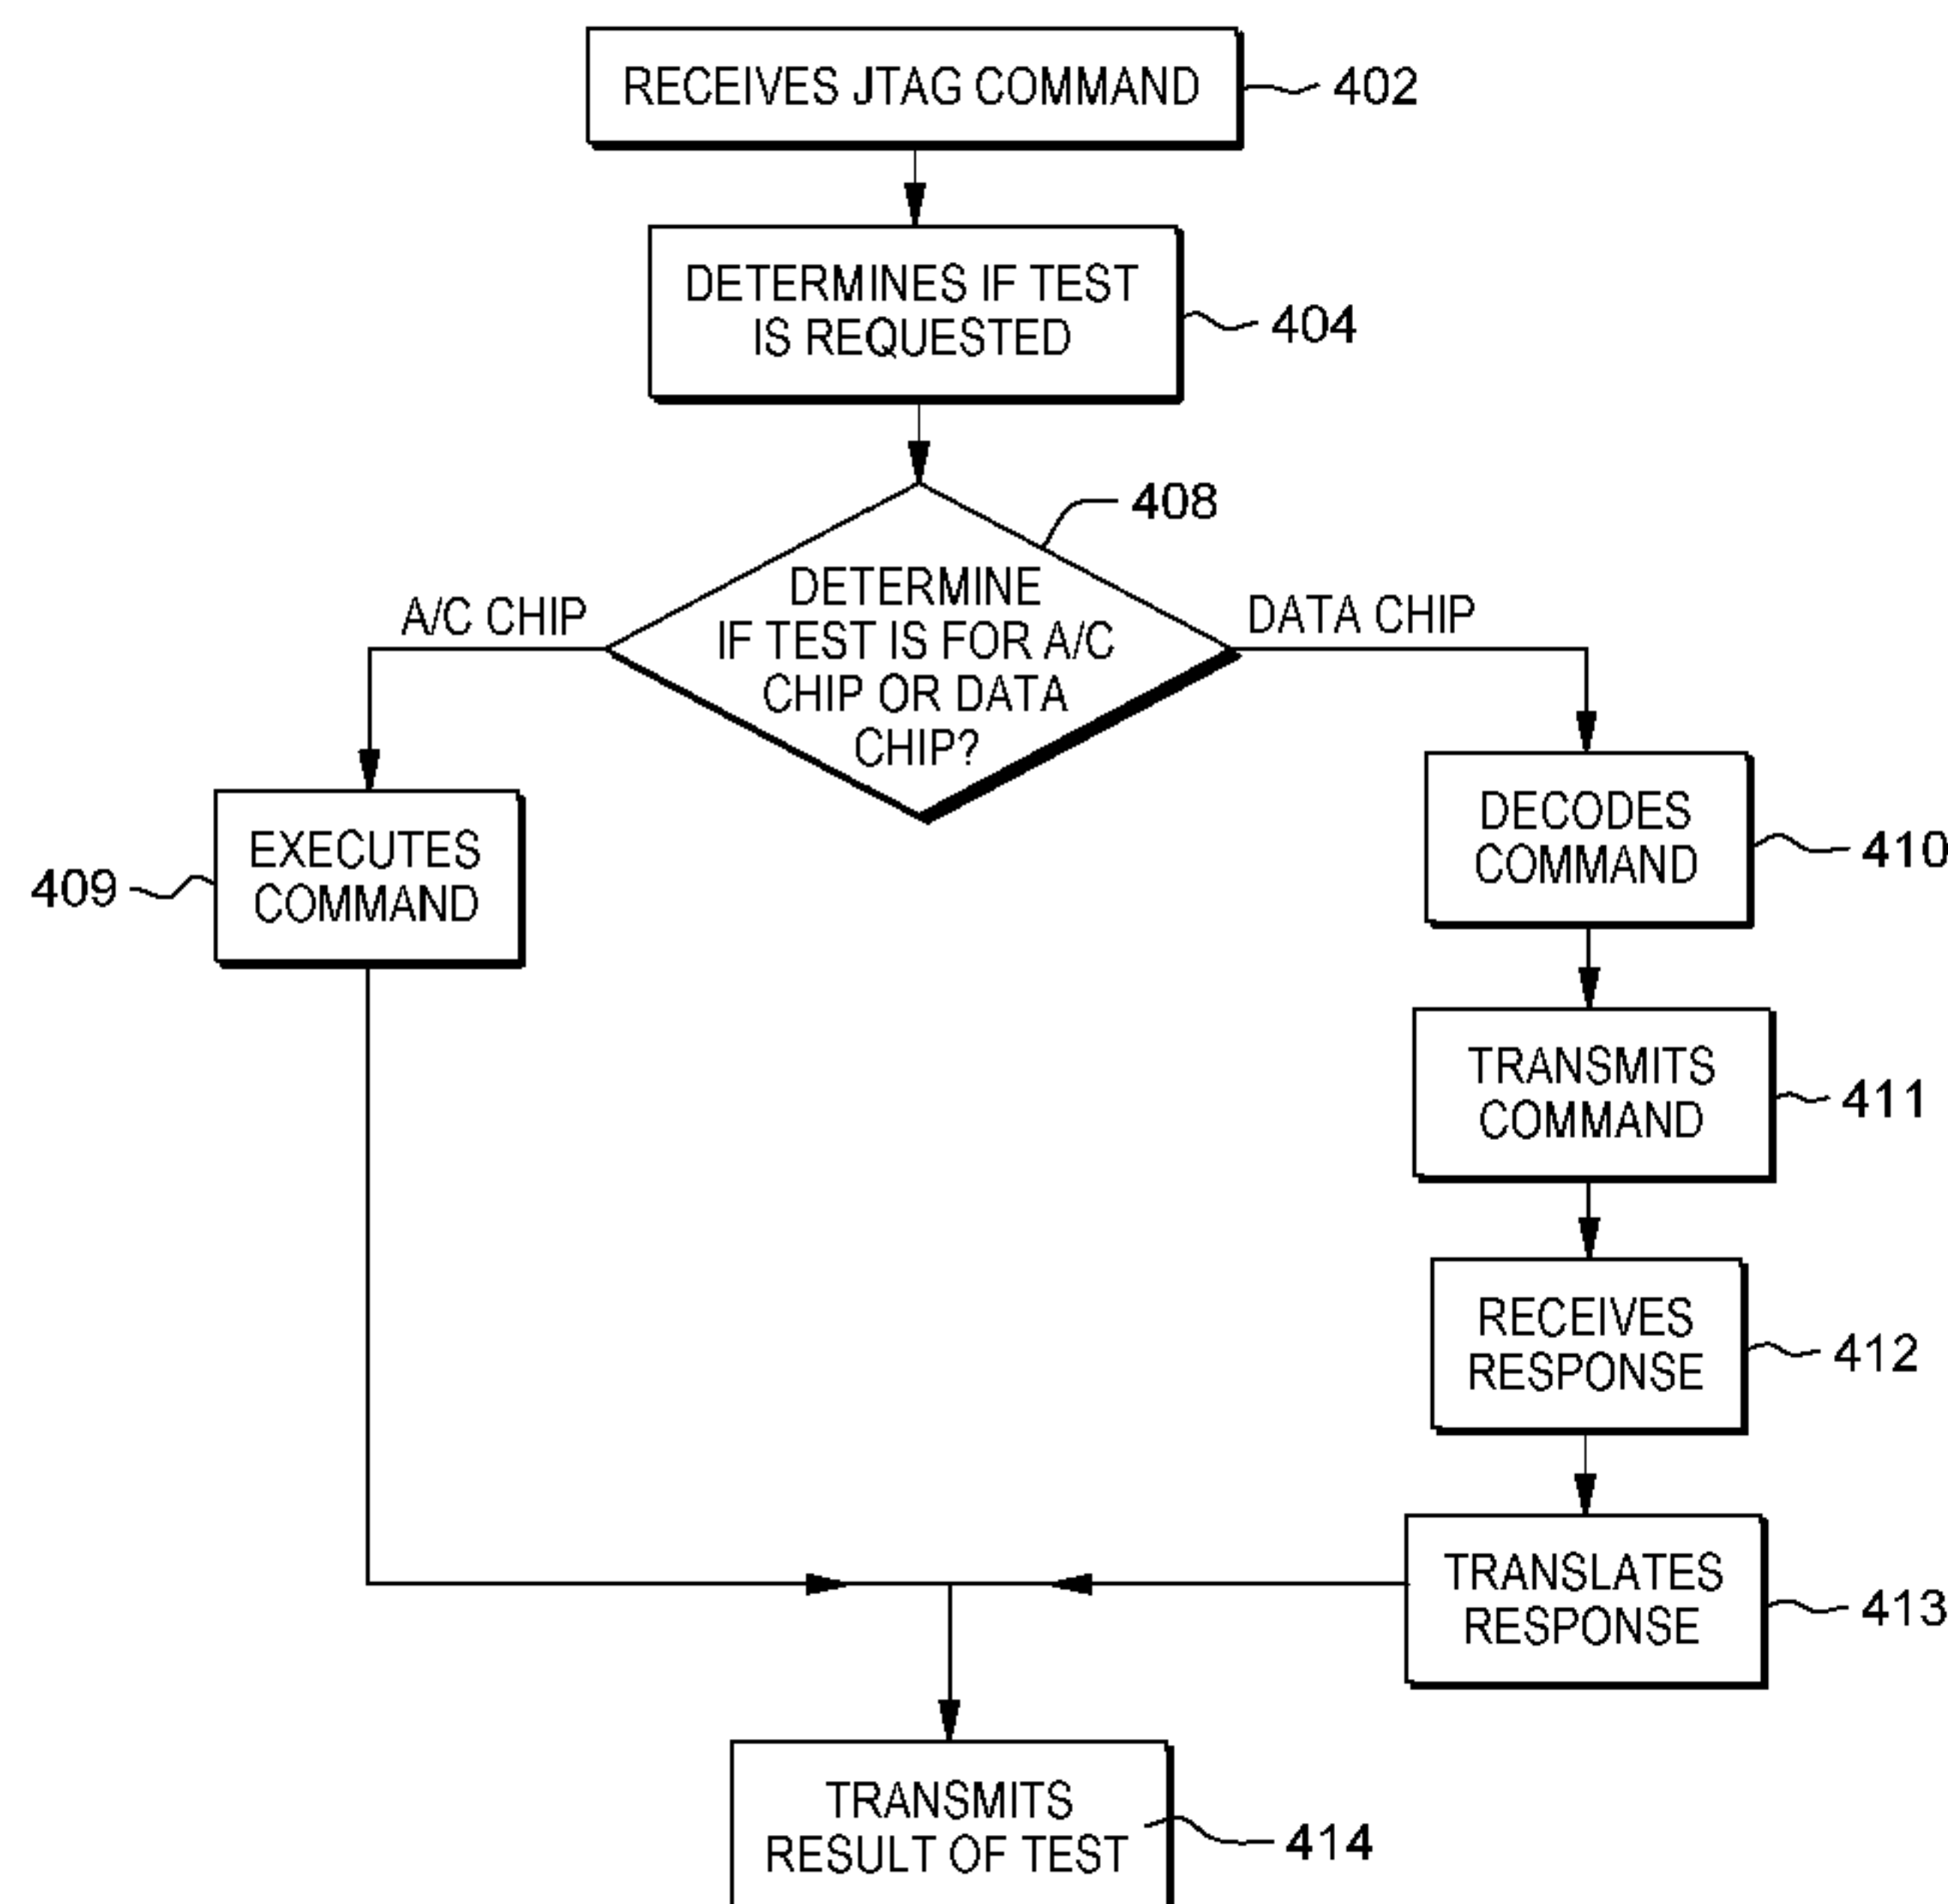 RECEIVES JTAG COMMAND
402
DETERMINES IF TEST
IS REQUESTED
404
408
DETERMINE
IF TEST IS FOR A/C
CHIP OR DATA
CHIP?
A/C CHIP
DATA CHIP
EXECUTES
COMMAND
409
DECODES
COMMAND
410
TRANSMITS
COMMAND
411
RECEIVES
RESPONSE
412
TRANSLATES
RESPONSE
413
TRANSMITS
RESULT OF TEST
414